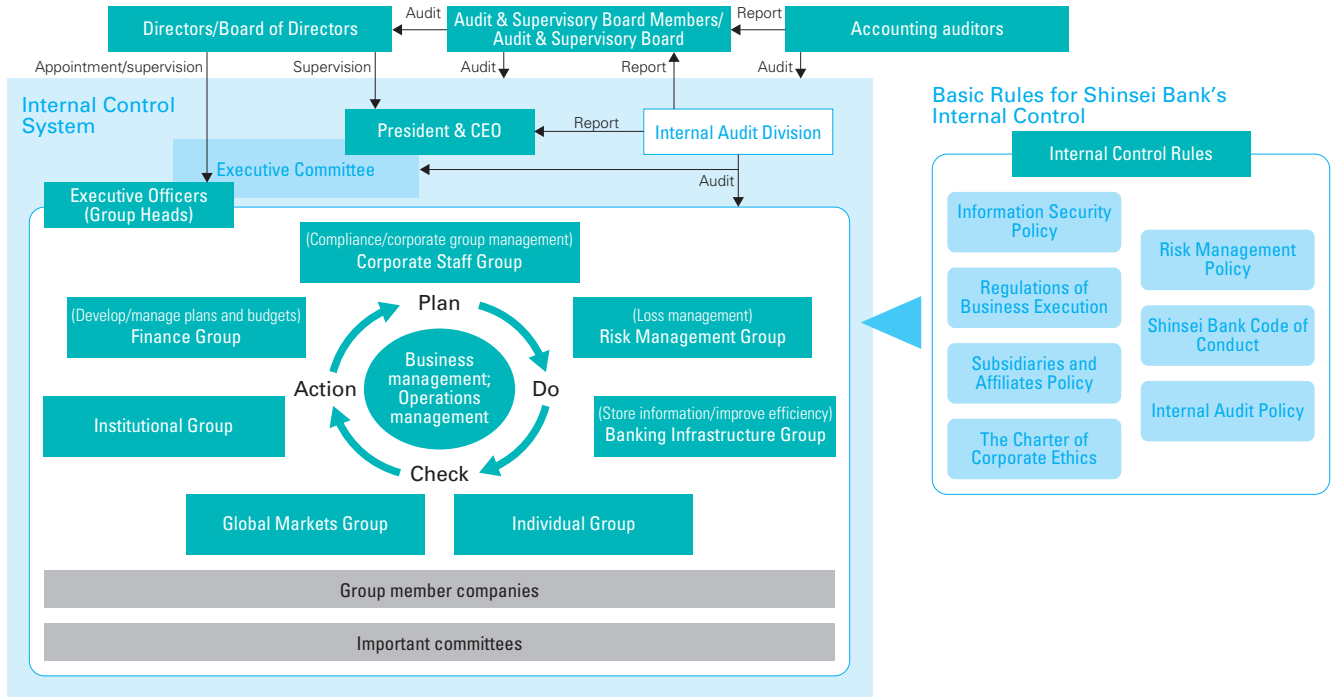 Directors/Board of Directors
Audit
Audit & Supervisory Board Members/
Audit & Supervisory Board
Report
Accounting auditors
Appointment/supervision
Supervision
Audit
Report
Audit
Internal Control
System
President & CEO
Report
Internal Audit Division
Executive Committee
Audit
Executive Officers
(Group Heads)
(Compliance/corporate group management)
Corporate Staff Group
(Develop/manage plans and budgets)
Finance Group
Plan
(Loss management)
Risk Management Group
Action
Business
management;
Operations
management
Do
Institutional Group
(Store information/improve efficiency)
Banking Infrastructure Group
Check
Global Markets Group
Individual Group
Group member companies
Important committees
Basic Rules for Shinsei Bank's
Internal Control
Internal Control Rules
Information Security
Policy
Regulations of
Business Execution
Subsidiaries and
Affiliates Policy
The Charter of
Corporate Ethics
Risk Management
Policy
Shinsei Bank Code of
Conduct
Internal Audit Policy